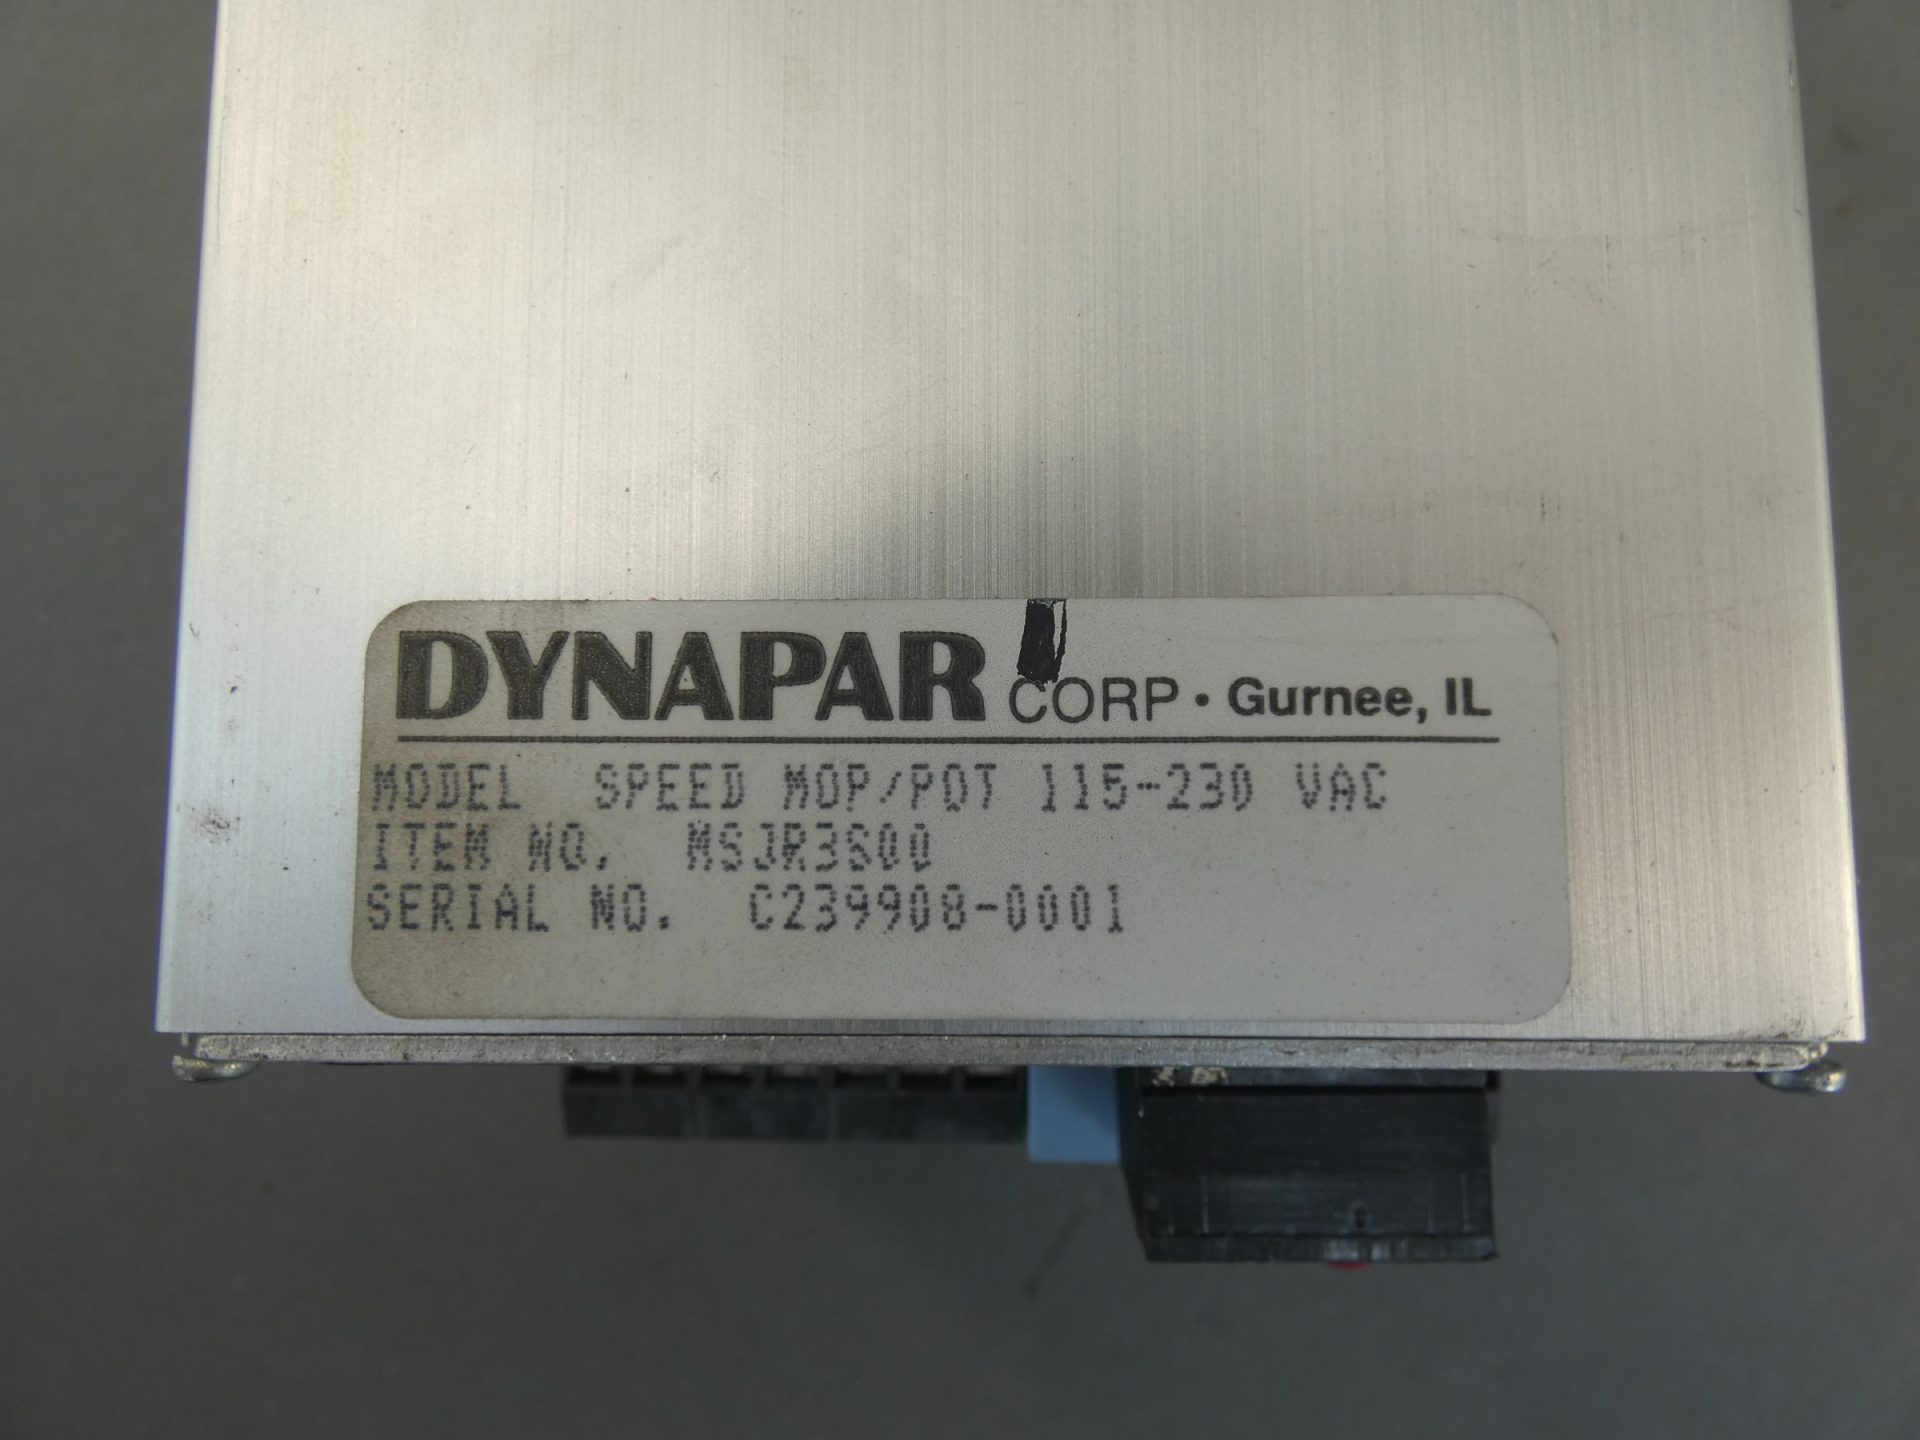 DYNAPAR CORP · Gurnee, IL
MODEL SPEED MOP/POT 115-230 VAC
ITEM NO. MSJR3S00
SERIAL NO. C239908-0001